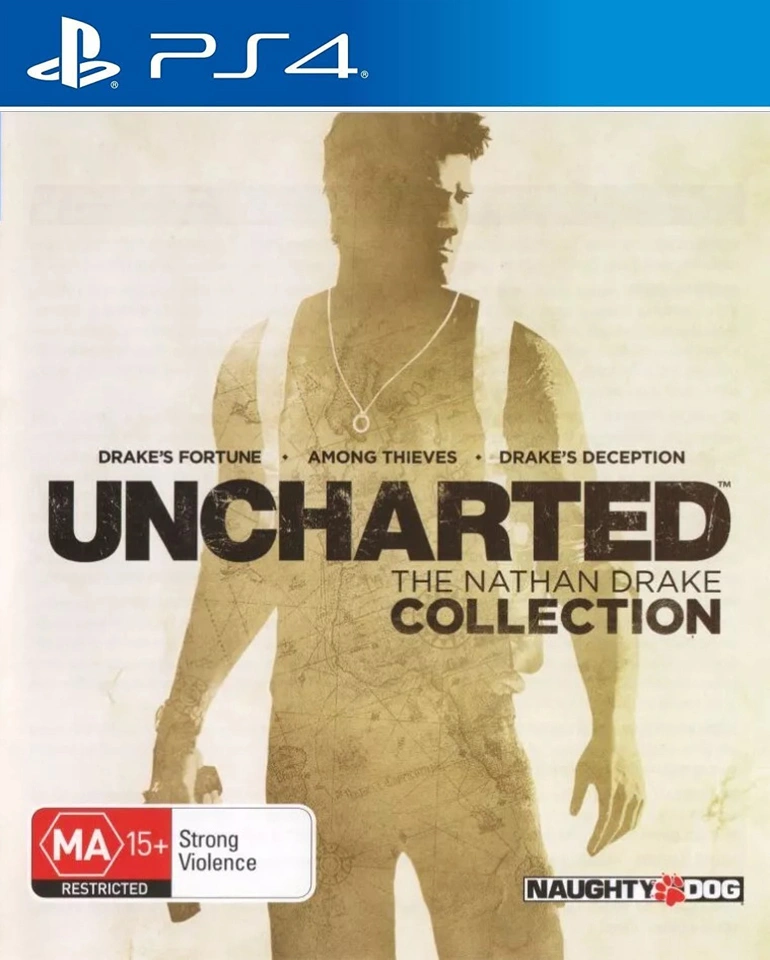 PS4®
DRAKE'S FORTUNE • AMONG THIEVES • DRAKE'S DECEPTION
UNCHARTED™
THE NATHAN DRAKE
COLLECTION
MA 15+
RESTRICTED
Strong
Violence
NAUGHTY DOG